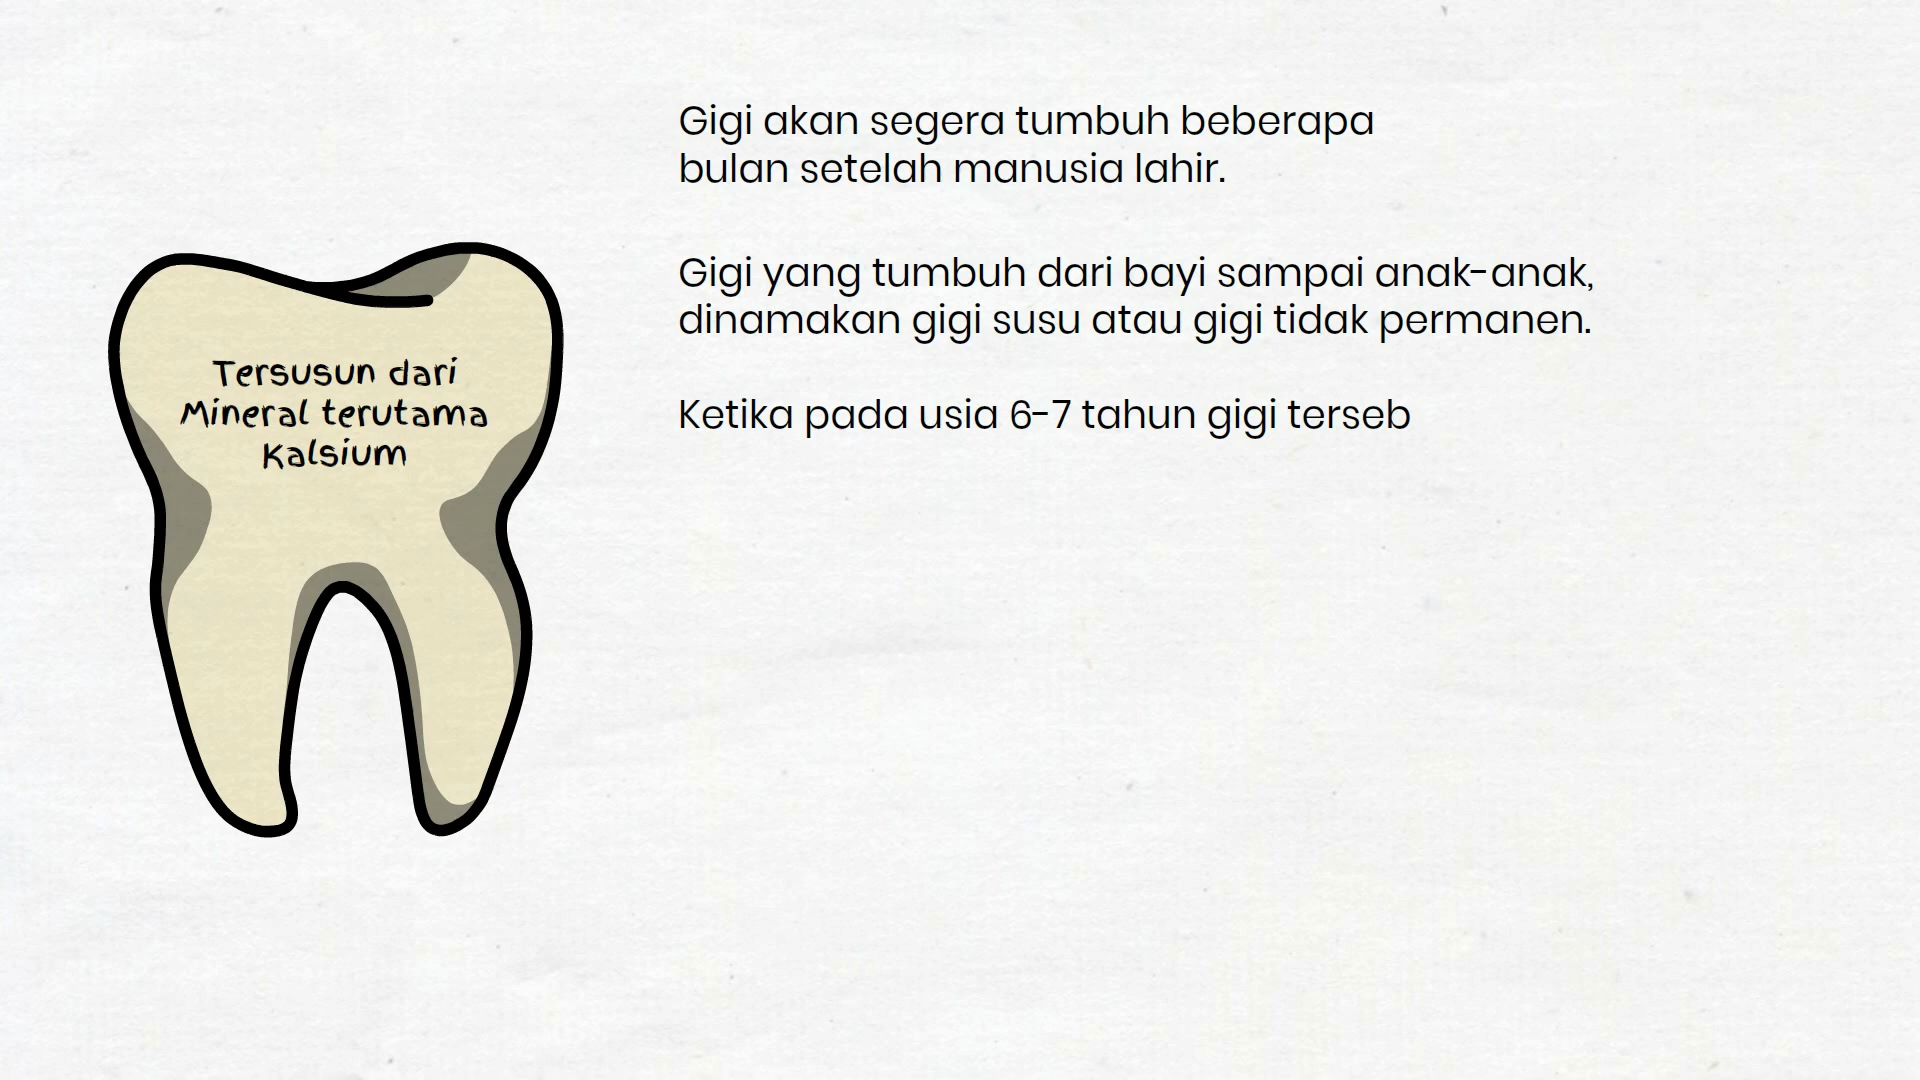 Gigi akan segera tumbuh beberapa
bulan setelah manusia lahir.
Gigi yang tumbuh dari bayi sampai anak-anak,
dinamakan gigi susu atau gigi tidak permanen.
Ketika pada usia 6-7 tahun gigi terseb
Tersusun dari
Mineral terutama
Kalsium